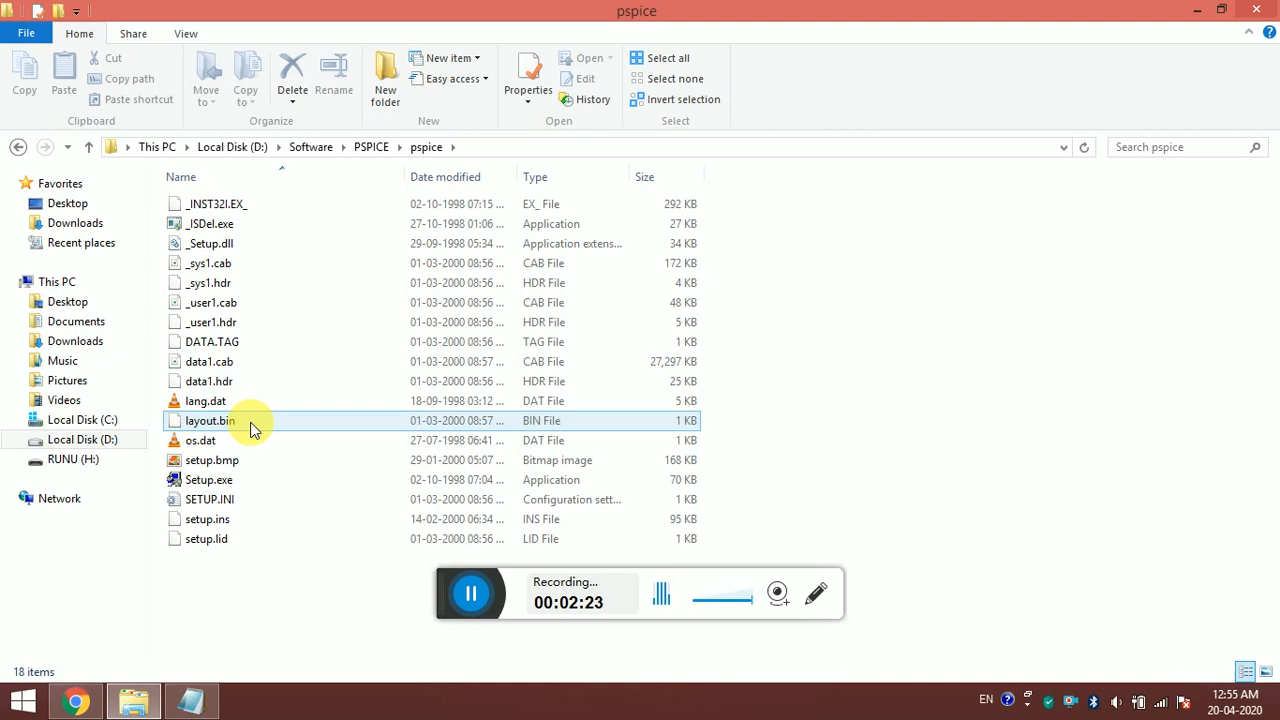 pspice
File Home Share View
Copy Paste Cut Copy path Paste shortcut Move to Copy to Delete Rename New folder New item Easy access Properties Open Edit History Select all Select none Invert selection
Clipboard Organize New Open Select
This PC Local Disk (D:) Software PSPICE pspice Search pspice
Name Date modified Type Size
Favorites
Desktop
Downloads
Recent places
This PC
Desktop
Documents
Downloads
Music
Pictures
Videos
Local Disk (C:)
Local Disk (D:)
RUNU (H:)
Network
_INST32I.EX_ 02-10-1998 07:15 ... EX_ File 292 KB
_ISDel.exe 27-10-1998 01:06 ... Application 27 KB
_Setup.dll 29-09-1998 05:34 ... Application extens... 34 KB
_sys1.cab 01-03-2000 08:56 ... CAB File 172 KB
_sys1.hdr 01-03-2000 08:56 ... HDR File 4 KB
_user1.cab 01-03-2000 08:56 ... CAB File 48 KB
_user1.hdr 01-03-2000 08:56 ... HDR File 5 KB
DATA.TAG 01-03-2000 08:56 ... TAG File 1 KB
data1.cab 01-03-2000 08:57 ... CAB File 27,297 KB
data1.hdr 01-03-2000 08:56 ... HDR File 25 KB
lang.dat 18-09-1998 03:12 ... DAT File 5 KB
layout.bin 01-03-2000 08:57 ... BIN File 1 KB
os.dat 27-07-1998 06:41 ... DAT File 1 KB
setup.bmp 29-01-2000 05:07 ... Bitmap image 168 KB
Setup.exe 02-10-1998 07:04 ... Application 70 KB
SETUP.INI 01-03-2000 08:56 ... Configuration sett... 1 KB
setup.ins 14-02-2000 06:34 ... INS File 95 KB
setup.lid 01-03-2000 08:56 ... LID File 1 KB
Recording...
00:02:23
18 items
EN 12:55 AM
20-04-2020